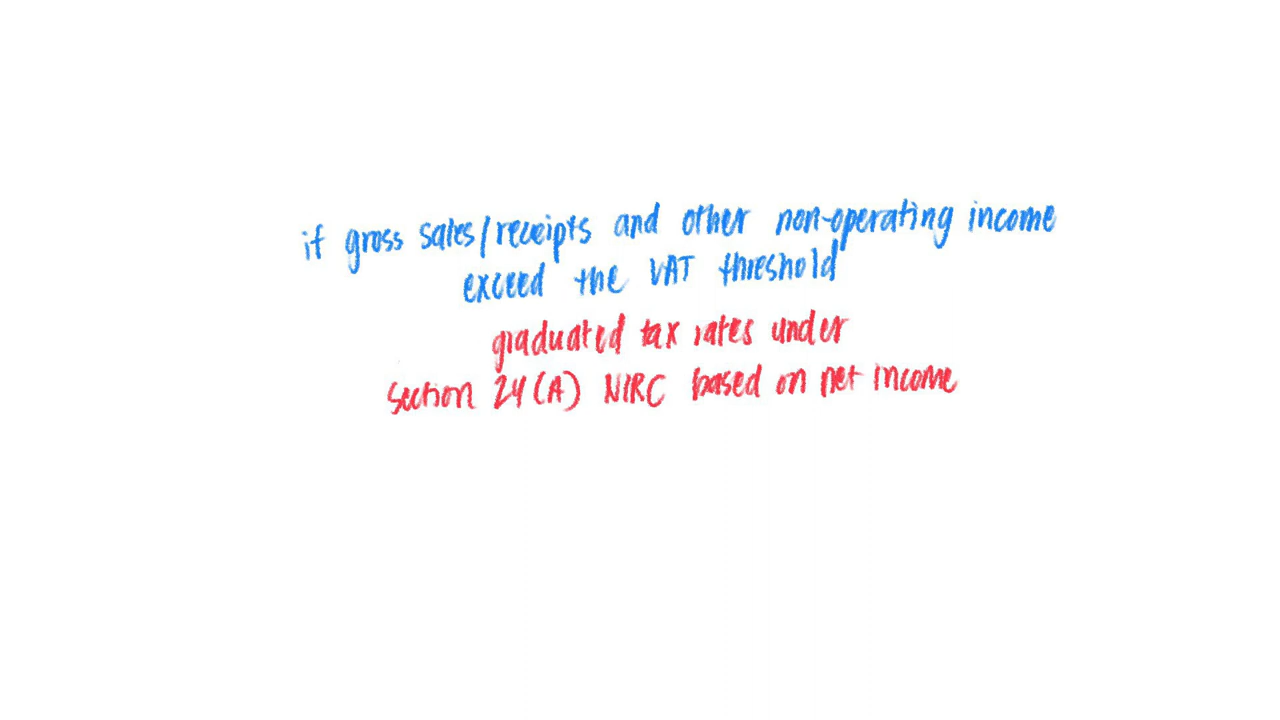 if gross sales/receipts and other non-operating income
exceed the VAT threshold
graduated tax rates under
section 24(A) NIRC based on net income